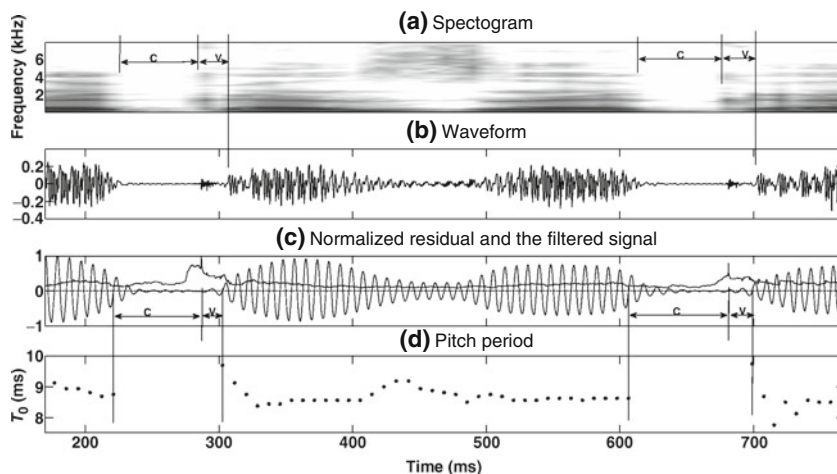 (a) Spectogram
Frequency (kHz)
6
4
2
C
V
C
V
(b) Waveform
0.2
0
−0.2
−0.4
(c) Normalized residual and the filtered signal
1
0
−1
C
V
C
V
(d) Pitch period
T0 (ms)
10
9
8
200 300 400 500 600 700
Time (ms)